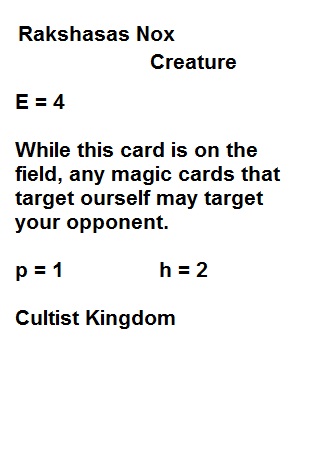 Rakshasas Nox
Creature
E = 4
While this card is on the
field, any magic cards that
target ourself may target
your opponent.
p = 1 h = 2
Cultist Kingdom